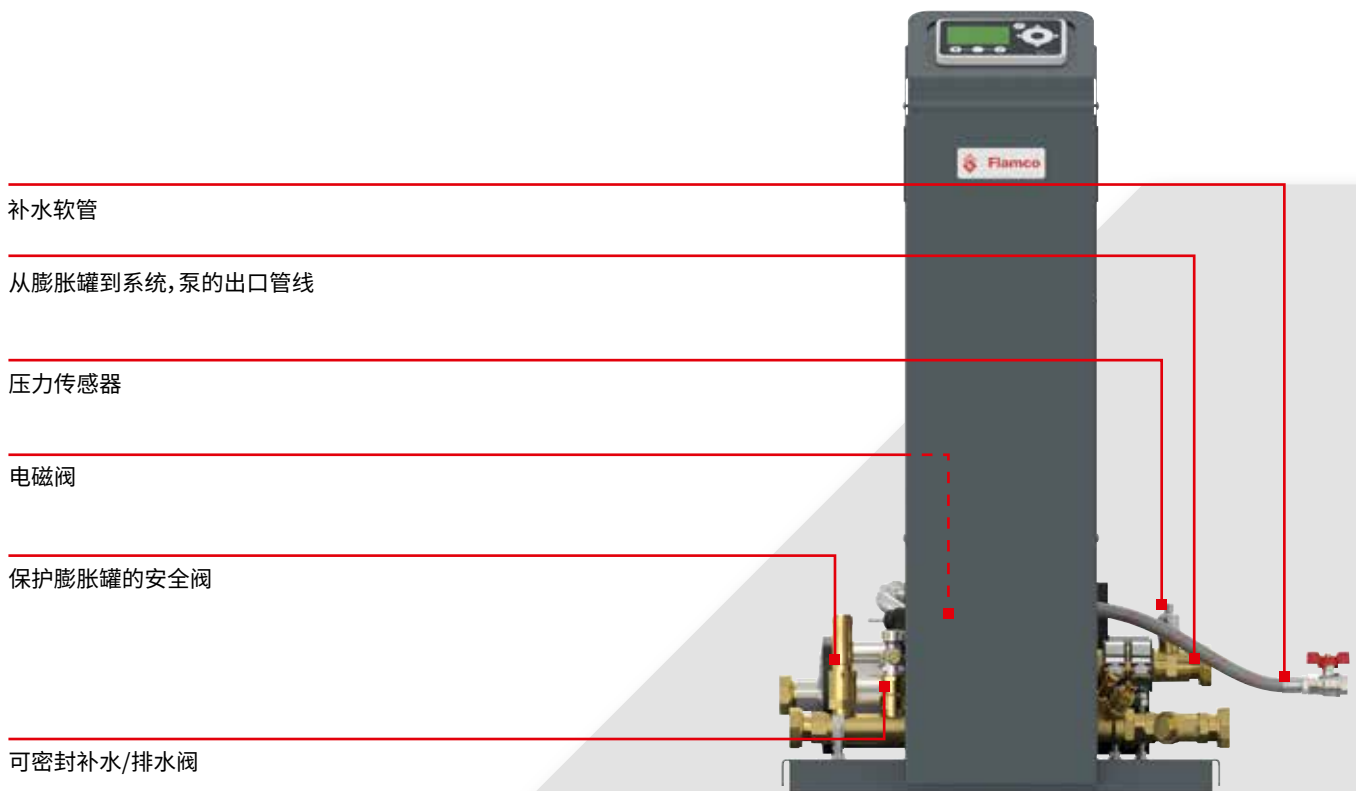 Flamco
补水软管
从膨胀罐到系统,泵的出口管线
压力传感器
电磁阀
保护膨胀罐的安全阀
可密封补水/排水阀